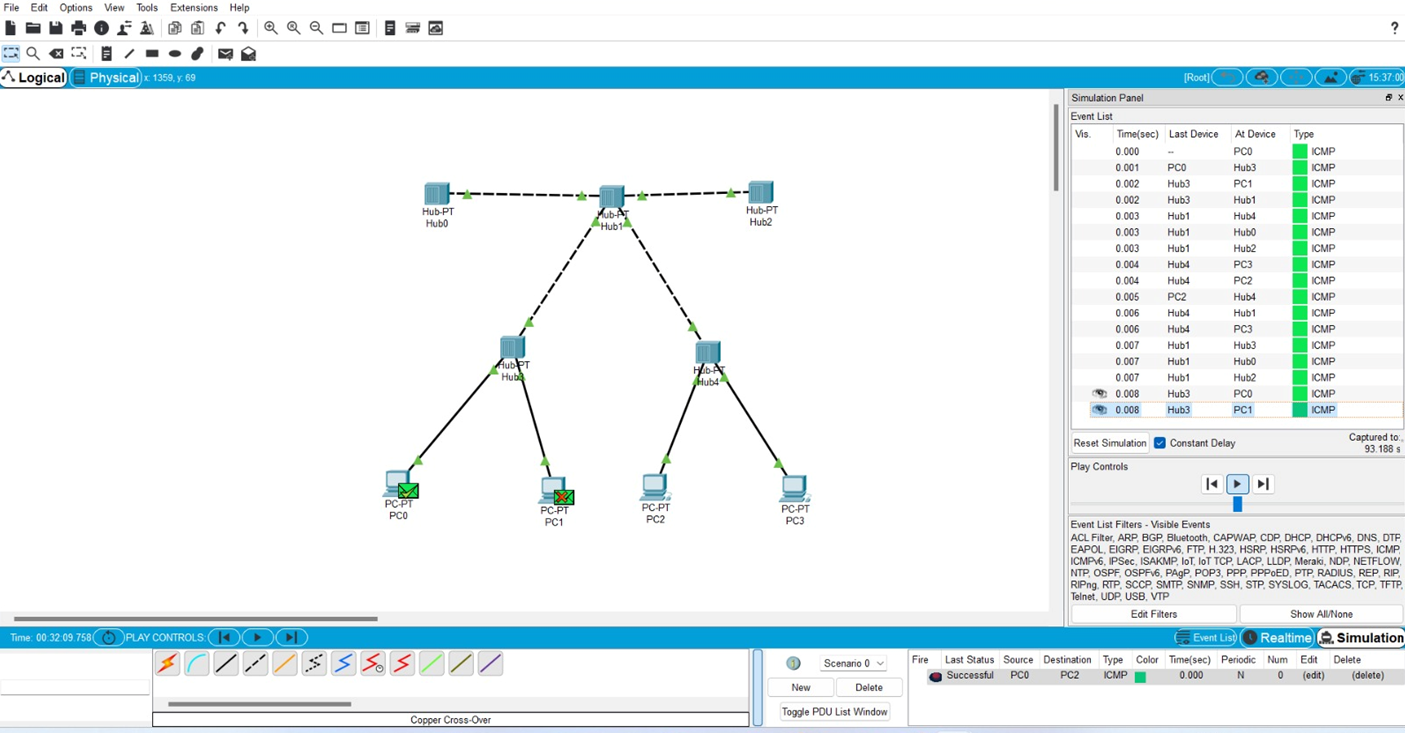 File Edit Options View Tools Extensions Help
?
Logical Physical x: 1359, y: 69 [Root] 15:37:00
Hub-PT
Hub0
Hub-PT
Hub1
Hub-PT
Hub2
Hub-PT
Hub3
Hub-PT
Hub4
PC-PT
PC0
PC-PT
PC1
PC-PT
PC2
PC-PT
PC3
Simulation Panel
Event List
Vis. Time(sec) Last Device At Device Type
0.000 -- PC0 ICMP
0.001 PC0 Hub3 ICMP
0.002 Hub3 PC1 ICMP
0.002 Hub3 Hub1 ICMP
0.003 Hub1 Hub4 ICMP
0.003 Hub1 Hub0 ICMP
0.003 Hub1 Hub2 ICMP
0.004 Hub4 PC3 ICMP
0.004 Hub4 PC2 ICMP
0.005 PC2 Hub4 ICMP
0.006 Hub4 Hub1 ICMP
0.006 Hub4 PC3 ICMP
0.007 Hub1 Hub3 ICMP
0.007 Hub1 Hub0 ICMP
0.007 Hub1 Hub2 ICMP
0.008 Hub3 PC0 ICMP
0.008 Hub3 PC1 ICMP
Reset Simulation Constant Delay Captured to:
93.188 s
Play Controls
Event List Filters - Visible Events
ACL Filter, ARP, BGP, Bluetooth, CAPWAP, CDP, DHCP, DHCPv6, DNS, DTP,
EAPOL, EIGRP, EIGRPv6, FTP, H.323, HSRP, HSRPv6, HTTP, HTTPS, ICMP,
ICMPv6, IPSec, ISAKMP, IoT, IoT TCP, LACP, LLDP, Meraki, NDP, NETFLOW,
NTP, OSPF, OSPFv6, PAgP, POP3, PPP, PPPoED, PTP, RADIUS, REP, RIP,
RIPng, RTP, SCCP, SMTP, SNMP, SSH, STP, SYSLOG, TACACS, TCP, TFTP,
Telnet, UDP, USB, VTP
Edit Filters Show All/None
Time: 00:32:09.758 PLAY CONTROLS: Event List Realtime Simulation
Copper Cross-Over
Scenario 0
New Delete
Toggle PDU List Window
Fire Last Status Source Destination Type Color Time(sec) Periodic Num Edit Delete
Successful PC0 PC2 ICMP 0.000 N 0 (edit) (delete)